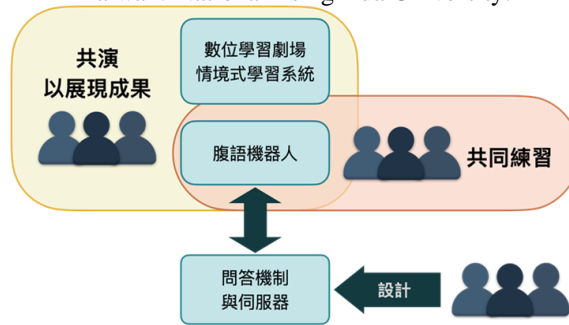 共演
以展現成果
數位學習劇場
情境式學習系統
腹語機器人
共同練習
問答機制
與伺服器
設計